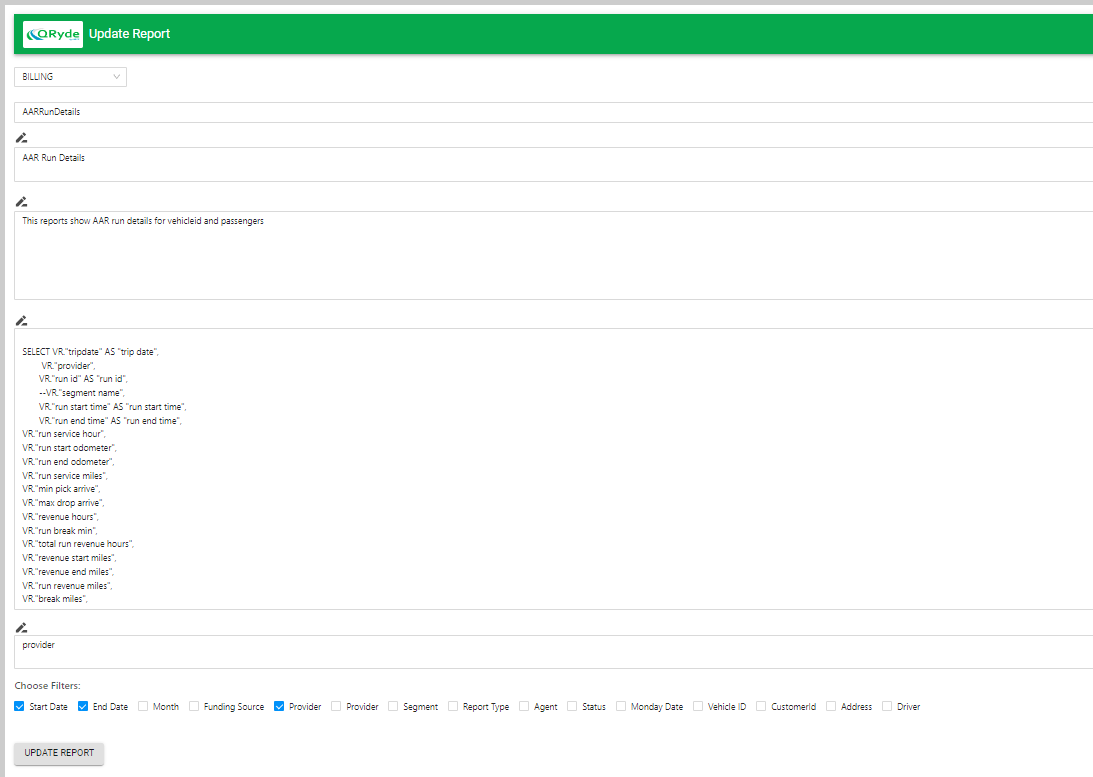 QRyde Update Report
BILLING
AARRunDetails
AAR Run Details
This reports show AAR run details for vehicleid and passengers
SELECT VR."tripdate" AS "trip date",
VR."provider",
VR."run id" AS "run id",
--VR."segment name",
VR."run start time" AS "run start time",
VR."run end time" AS "run end time",
VR."run service hour",
VR."run start odometer",
VR."run end odometer",
VR."run service miles",
VR."min pick arrive",
VR."max drop arrive",
VR."revenue hours",
VR."run break min",
VR."total run revenue hours",
VR."revenue start miles",
VR."revenue end miles",
VR."run revenue miles",
VR."break miles",
provider
Choose Filters:
Start Date End Date Month Funding Source Provider Provider Segment Report Type Agent Status Monday Date Vehicle ID CustomerId Address Driver
UPDATE REPORT